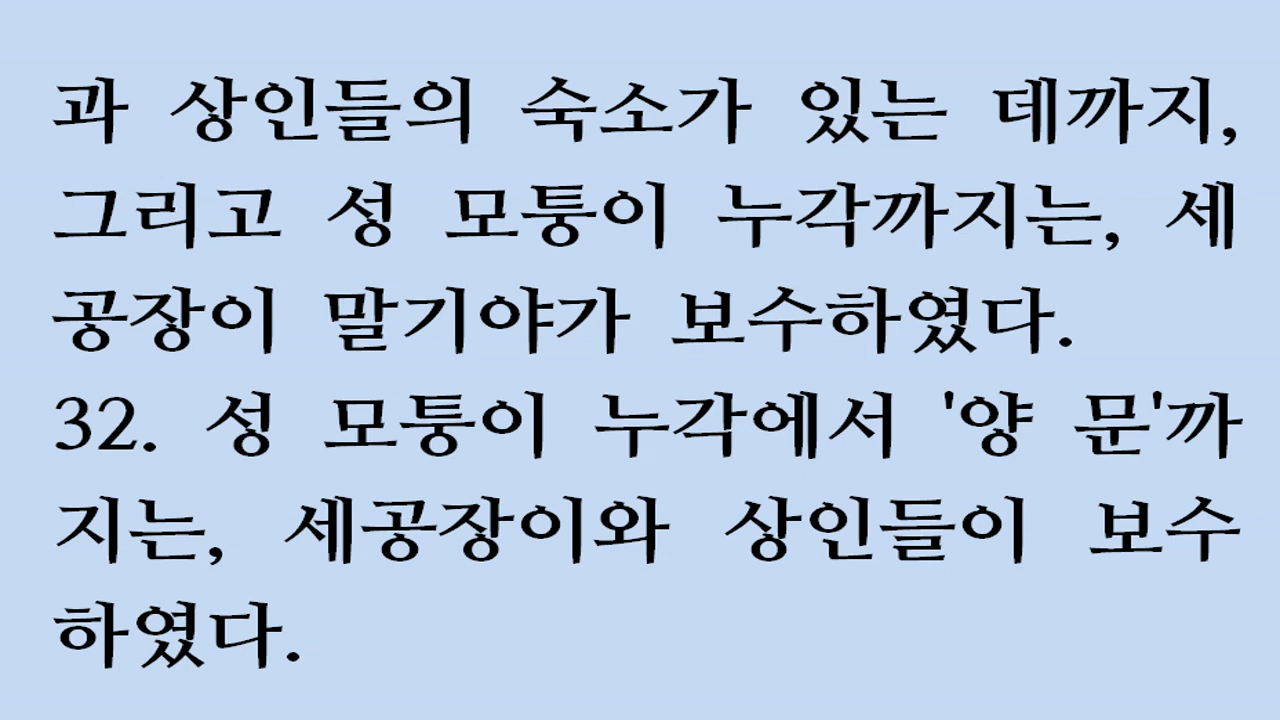 과 상인들의 숙소가 있는 데까지,
그리고 성 모퉁이 누각까지는, 세
공장이 말기야가 보수하였다.
32. 성 모퉁이 누각에서 '양 문'까
지는, 세공장이와 상인들이 보수
하였다.